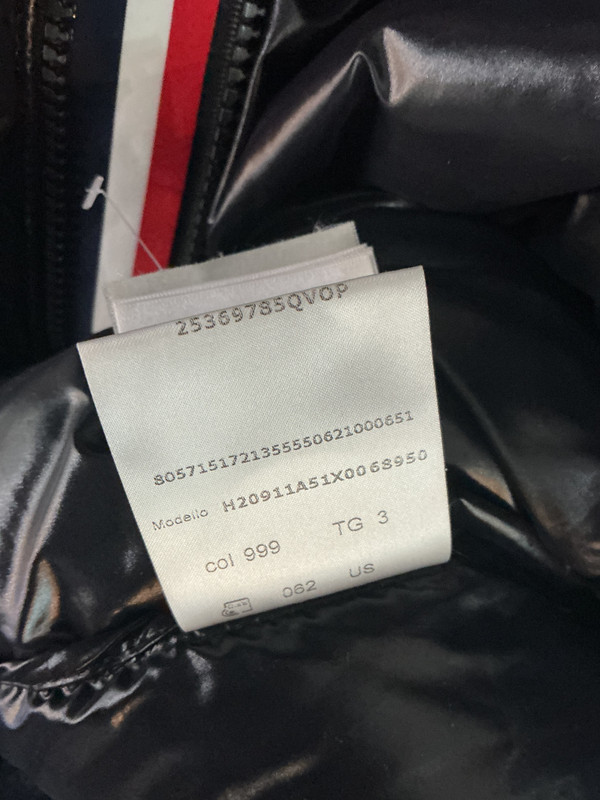 25369785QVOP
8057151721355550621000651
Modello H20911A51X0068950
col 999 TG 3
062 US